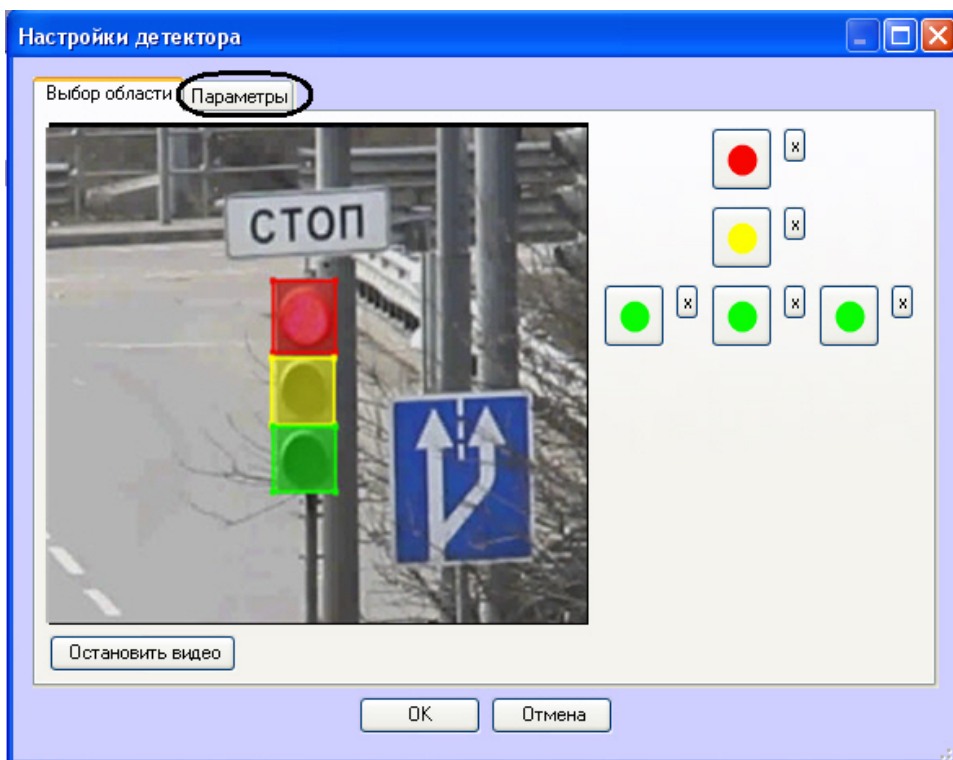 Настройки детектора
Выбор области Параметры
СТОП
x
x
x x x
Остановить видео
OK Отмена